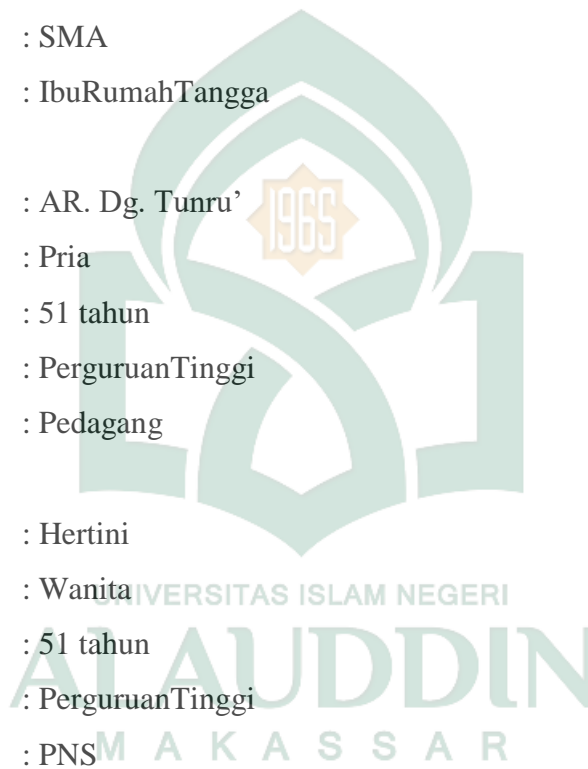 : SMA
: IbuRumahTangga
: AR. Dg. Tunru’
1965
: Pria
: 51 tahun
: PerguruanTinggi
: Pedagang
: Hertini
: Wanita
UNIVERSITAS ISLAM NEGERI
: 51 tahun
ALAUDDIN
: PerguruanTinggi
: PNS
MAKASSAR